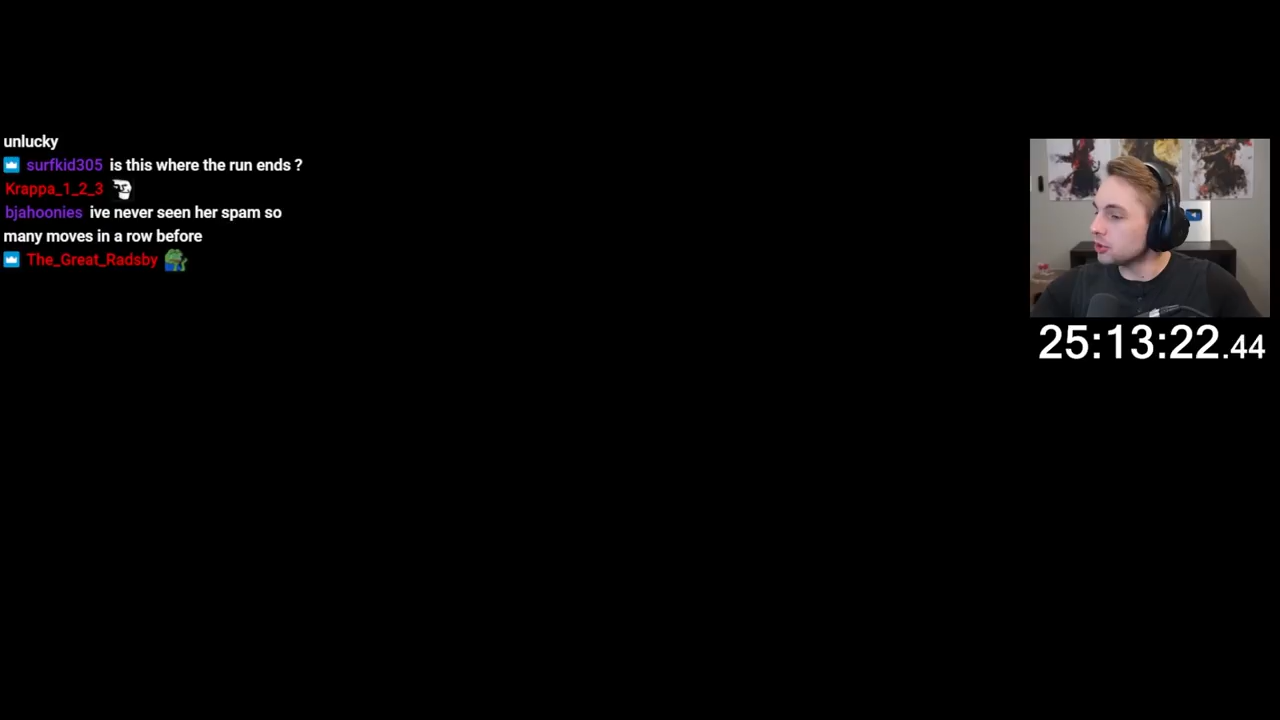 unlucky
surfkid305 is this where the run ends ?
Krappa_1_2_3
bjahoonies ive never seen her spam so
many moves in a row before
The_Great_Radsby
25:13:22.44